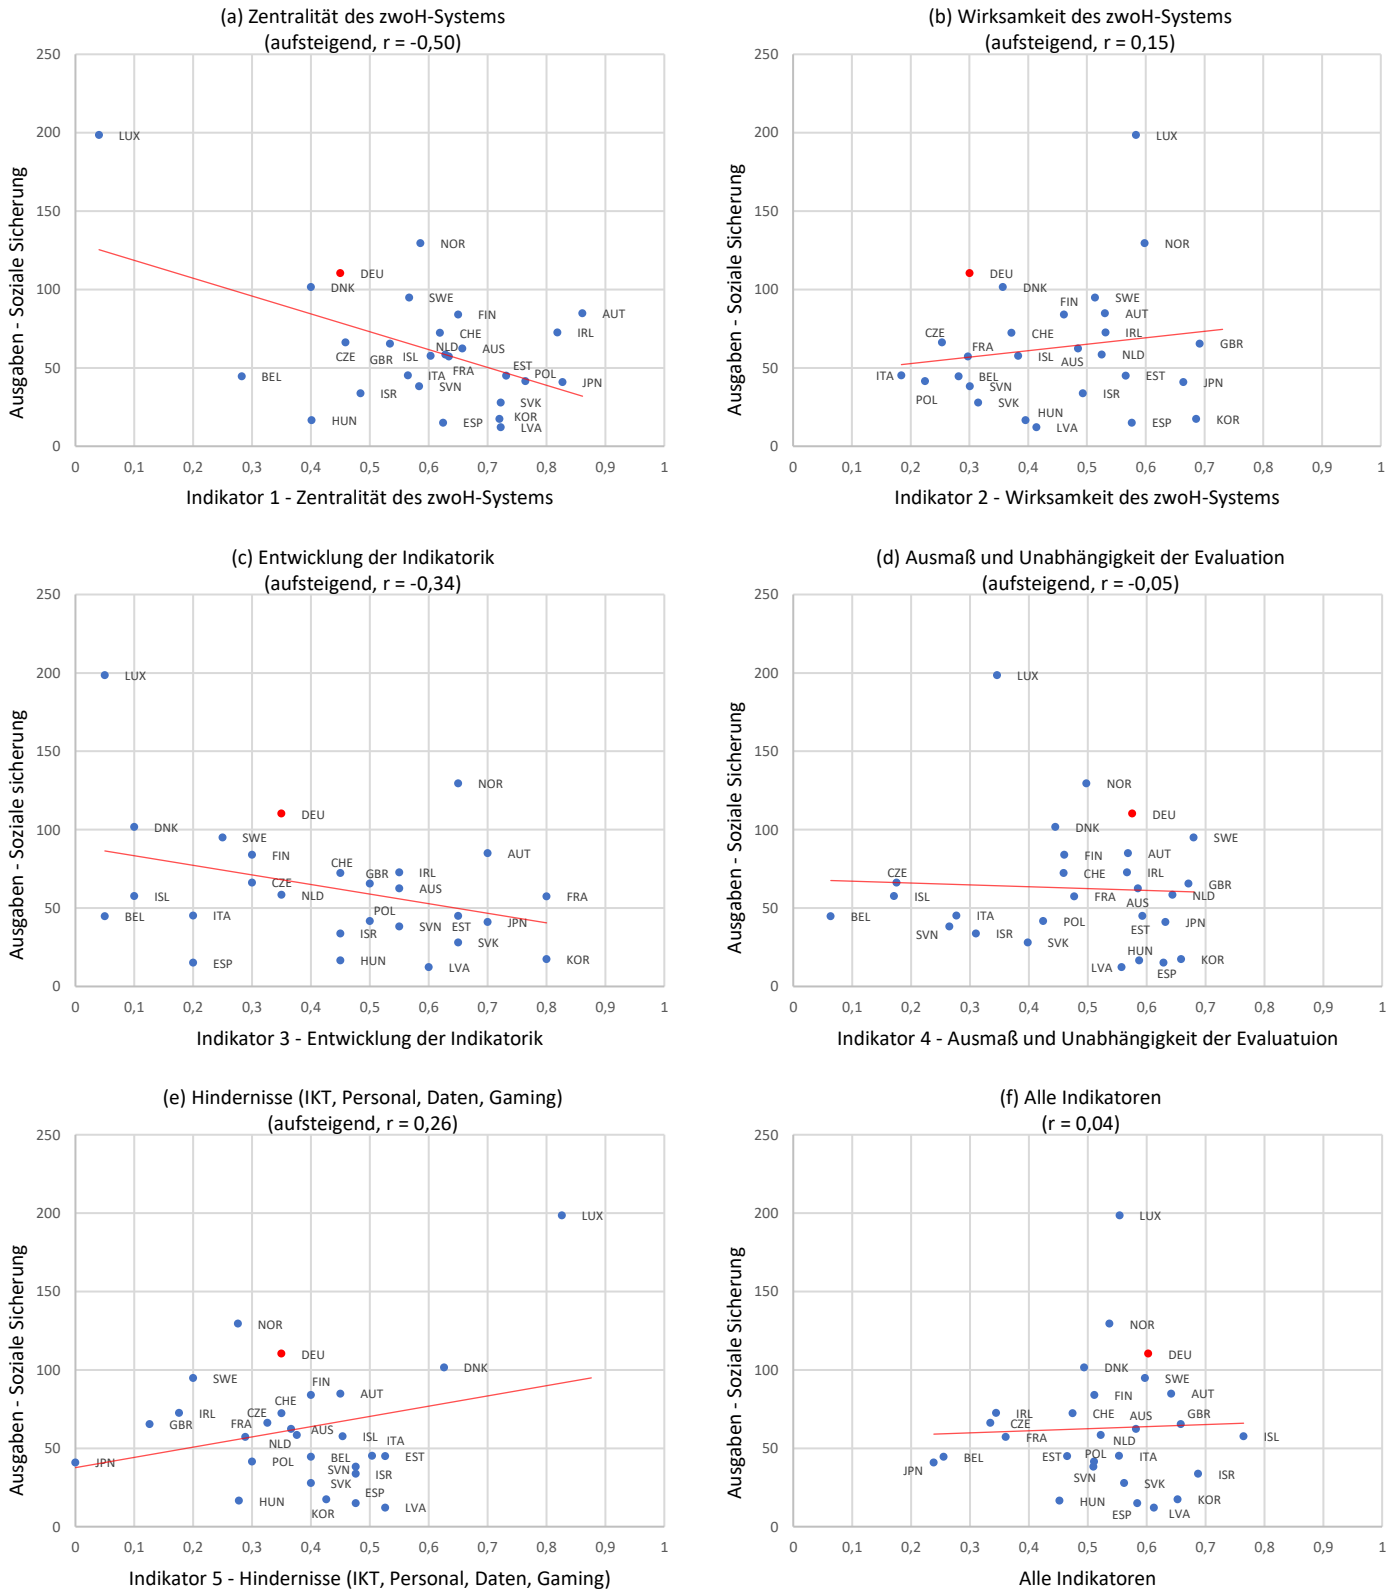 (a) Zentralität des zwoH-Systems
(aufsteigend, r = -0,50)
Ausgaben - Soziale Sicherung
250
200
150
100
50
0
LUX
NOR
DEU
DNK
SWE
FIN
AUT
IRL
CHE
CZE
GBR
ISL
NLD
AUS
FRA
BEL
ITA
EST
POL
JPN
ISR
SVN
SVK
HUN
ESP
KOR
LVA
0
0,1
0,2
0,3
0,4
0,5
0,6
0,7
0,8
0,9
1
Indikator 1 - Zentralität des zwoH-Systems
(b) Wirksamkeit des zwoH-Systems
(aufsteigend, r = 0,15)
Ausgaben - Soziale Sicherung
250
200
150
100
50
0
LUX
NOR
DEU
DNK
SWE
FIN
AUT
CZE
CHE
IRL
GBR
FRA
ISL
AUS
NLD
ITA
BEL
EST
POL
SVN
JPN
SVK
ISR
HUN
LVA
ESP
KOR
0
0,1
0,2
0,3
0,4
0,5
0,6
0,7
0,8
0,9
1
Indikator 2 - Wirksamkeit des zwoH-Systems
(c) Entwicklung der Indikatorik
(aufsteigend, r = -0,34)
Ausgaben - Soziale sicherung
250
200
150
100
50
0
LUX
NOR
DEU
DNK
SWE
FIN
AUT
CHE
GBR
IRL
CZE
AUS
ISL
NLD
FRA
BEL
ITA
POL
EST
JPN
SVN
ISR
SVK
ESP
HUN
LVA
KOR
0
0,1
0,2
0,3
0,4
0,5
0,6
0,7
0,8
0,9
1
Indikator 3 - Entwicklung der Indikatorik
(d) Ausmaß und Unabhängigkeit der Evaluation
(aufsteigend, r = -0,05)
Ausgaben - Soziale Sicherung
250
200
150
100
50
0
LUX
NOR
DEU
DNK
SWE
FIN
AUT
CZE
CHE
IRL
GBR
ISL
FRA
AUS
NLD
BEL
ITA
POL
EST
JPN
SVN
ISR
SVK
HUN
LVA
ESP
KOR
0
0,1
0,2
0,3
0,4
0,5
0,6
0,7
0,8
0,9
1
Indikator 4 - Ausmaß und Unabhängigkeit der Evaluatuion
(e) Hindernisse (IKT, Personal, Daten, Gaming)
(aufsteigend, r = 0,26)
Ausgaben - Soziale Sicherung
250
200
150
100
50
0
LUX
NOR
DEU
DNK
SWE
FIN
AUT
CHE
IRL
CZE
GBR
FRA
AUS
NLD
ISL
ITA
JPN
POL
BEL
EST
SVN
ISR
SVK
HUN
KOR
ESP
LVA
0
0,1
0,2
0,3
0,4
0,5
0,6
0,7
0,8
0,9
1
Indikator 5 - Hindernisse (IKT, Personal, Daten, Gaming)
(f) Alle Indikatoren
(r = 0,04)
Ausgaben - Soziale Sicherung
250
200
150
100
50
0
LUX
NOR
DEU
DNK
SWE
FIN
AUT
IRL
CHE
AUS
GBR
CZE
FRA
NLD
ISL
JPN
BEL
EST
POL
ITA
SVN
SVK
ISR
HUN
ESP
LVA
KOR
0
0,1
0,2
0,3
0,4
0,5
0,6
0,7
0,8
0,9
1
Alle Indikatoren